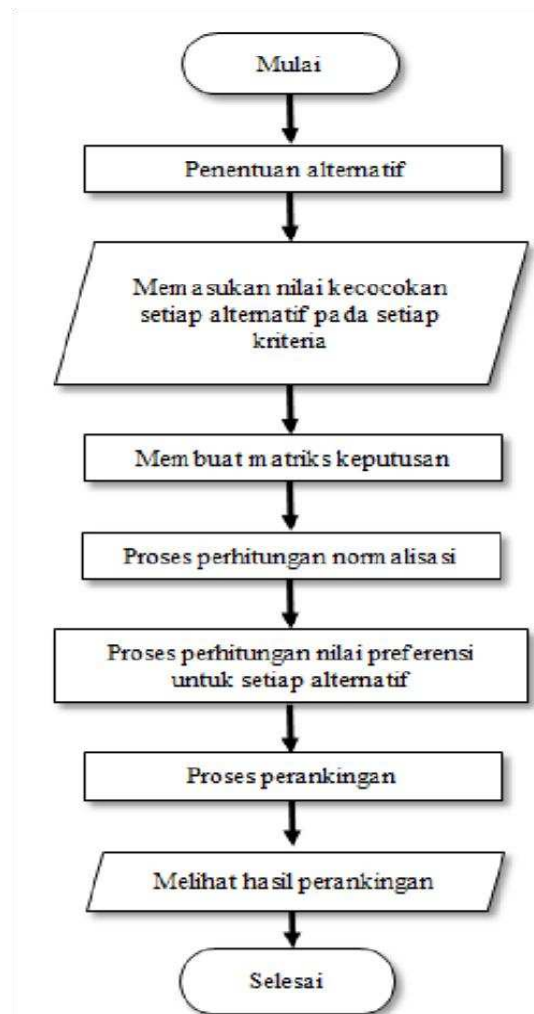 Mulai
Penentuan alternatif
Memasukan nilai kecocokan
setiap alternatif pada setiap
kriteria
Membuat matriks keputusan
Proses perhitungan normalisasi
Proses perhitungan nilai preferensi
untuk setiap alternatif
Proses perankingan
Melihat hasil perankingan
Selesai